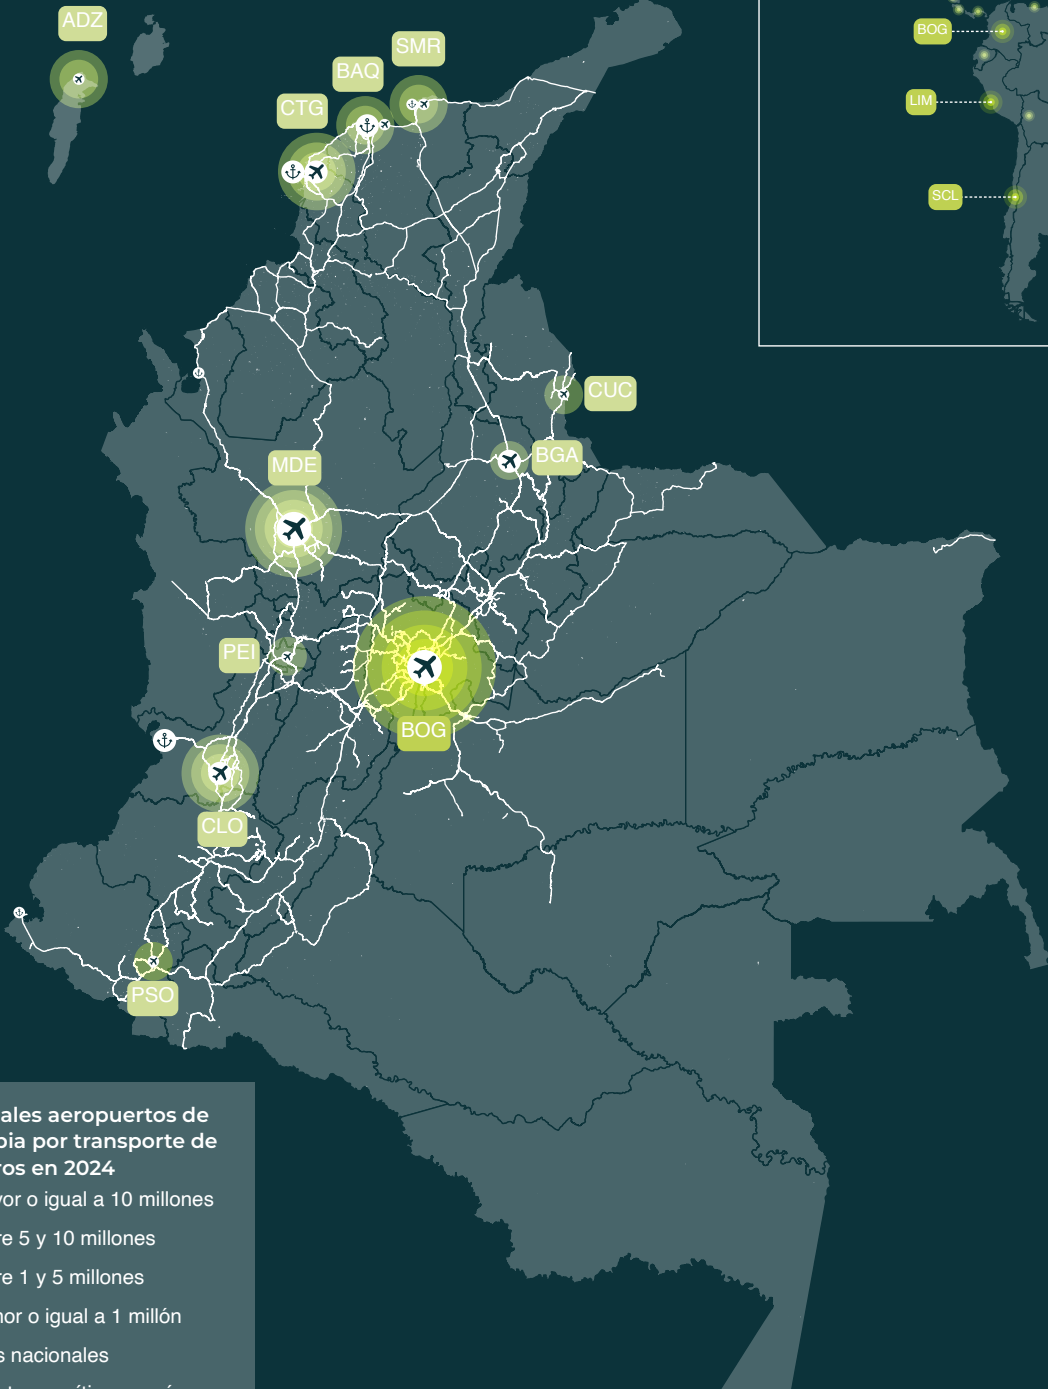 ADZ
SMR
BAQ
CTG
BOG
LIM
SCL
CUC
BGA
MDE
PEI
BOG
CLO
PSO
ales aeropuertos de
bia por transporte de
ros en 2024
or o igual a 10 millones
re 5 y 10 millones
re 1 y 5 millones
nor o igual a 1 millón
s nacionales